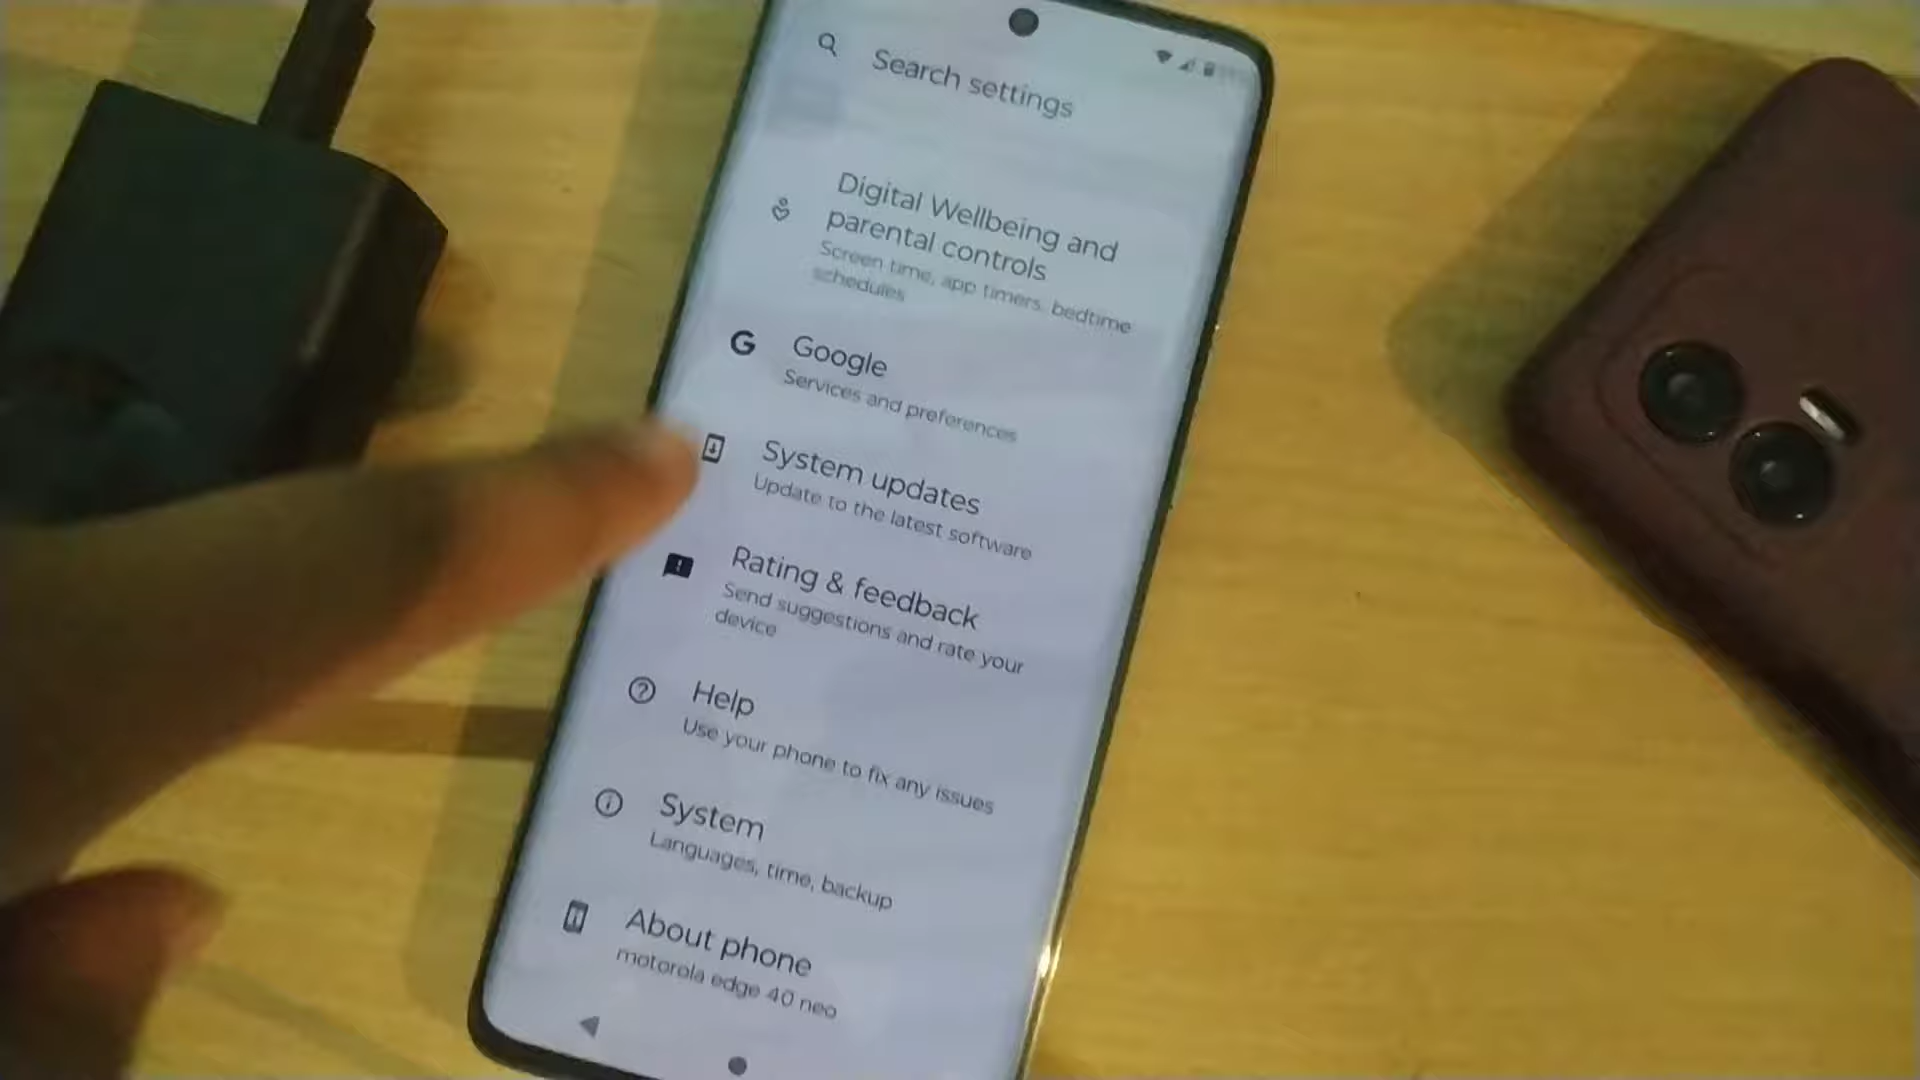 Search settings
Digital Wellbeing and
parental controls
Screen time, app timers, bedtime
schedules
Google
Services and preferences
System updates
Update to the latest software
Rating & feedback
Send suggestions and rate your
device
Help
Use your phone to fix any issues
System
Languages, time, backup
About phone
motorola edge 40 neo